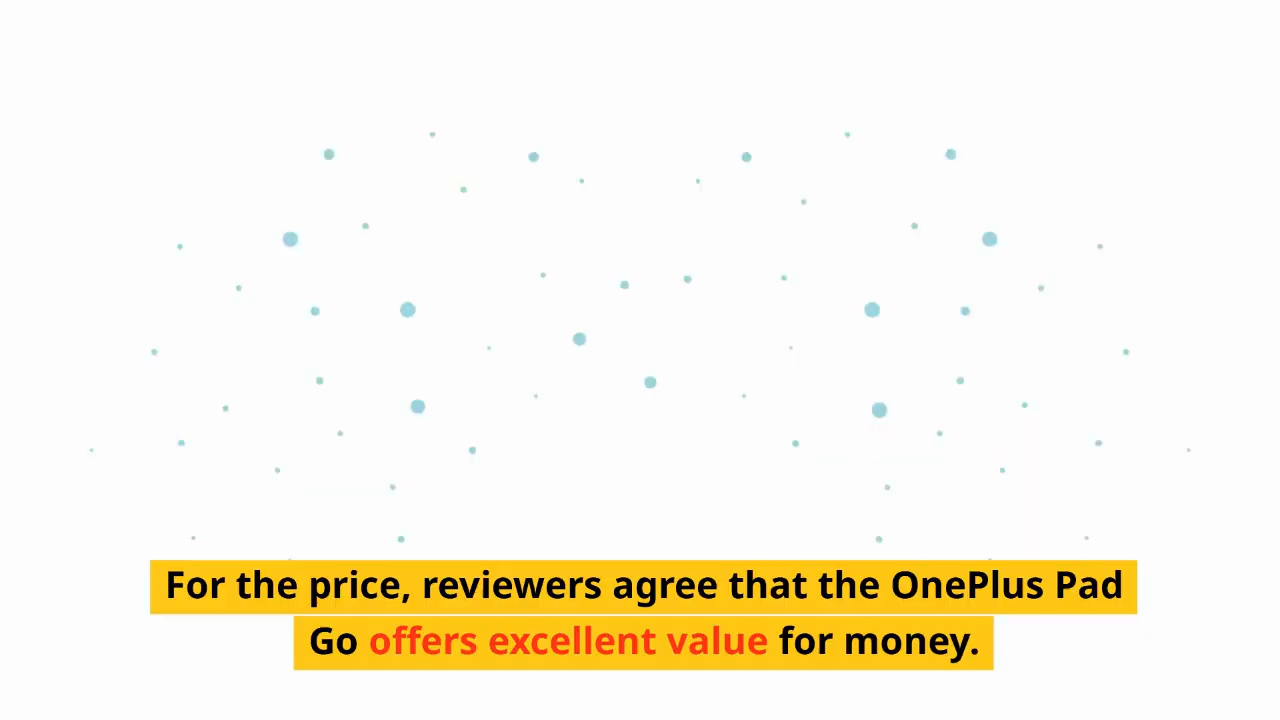 For the price, reviewers agree that the OnePlus Pad
Go offers excellent value for money.